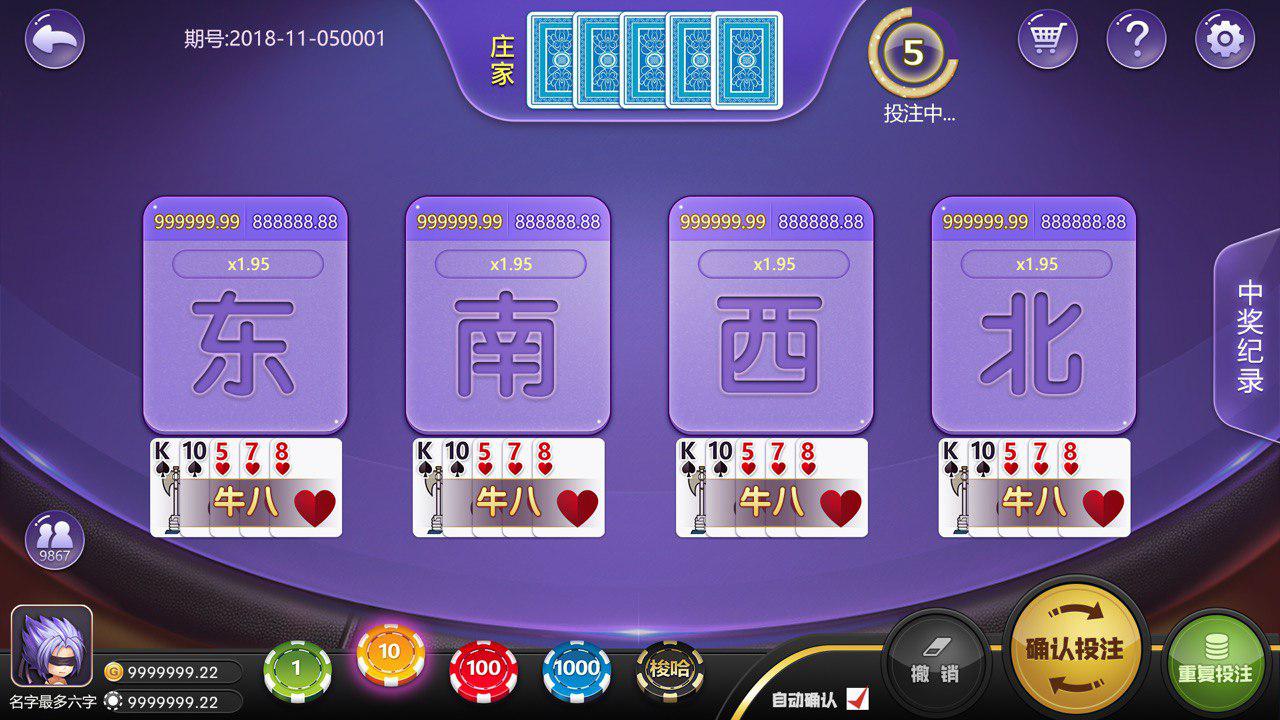 期号:2018-11-050001
庄家
5
投注中...
999999.99 888888.88
x1.95
东
999999.99 888888.88
x1.95
南
999999.99 888888.88
x1.95
西
999999.99 888888.88
x1.95
北
中奖纪录
K 10 5 7 8
牛八
K 10 5 7 8
牛八
K 10 5 7 8
牛八
K 10 5 7 8
牛八
9867
名字最多六字
G 9999999.22
9999999.22
1
10
100
1000
梭哈
自动确认
撤销
确认投注
重复投注